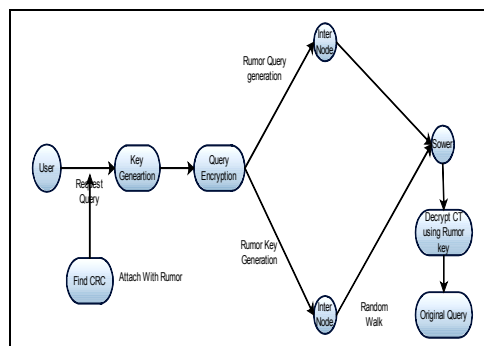 Inter
Node
Rumor Query
generation
User
Request
Query
Key
Geneartion
Query
Encryption
Sower
Decrypt CT
using Rumor
key
Rumor Key
Generation
Find CRC
Attach With Rumor
Inter
Node
Random
Walk
Original Query